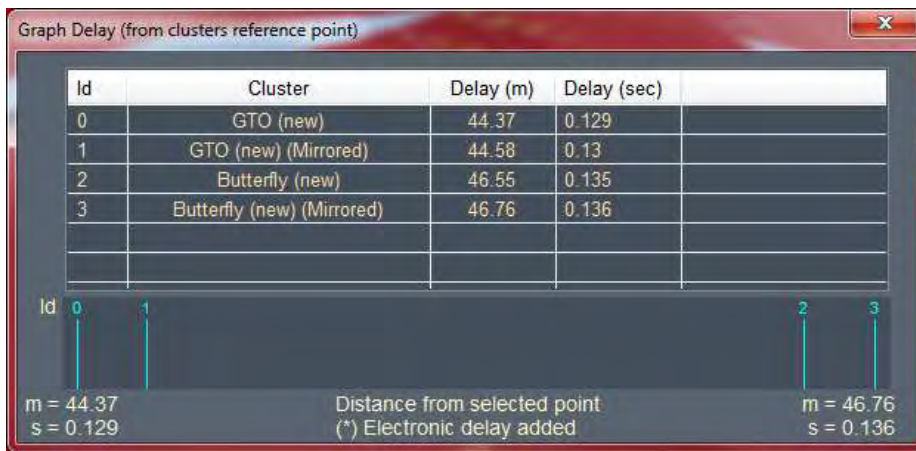 Graph Delay (from clusters reference point)
x
Id Cluster Delay (m) Delay (sec)
0 GTO (new) 44.37 0.129
1 GTO (new) (Mirrored) 44.58 0.13
2 Butterfly (new) 46.55 0.135
3 Butterfly (new) (Mirrored) 46.76 0.136
Id 0 1 2 3
m = 44.37 Distance from selected point m = 46.76
s = 0.129 (*) Electronic delay added s = 0.136